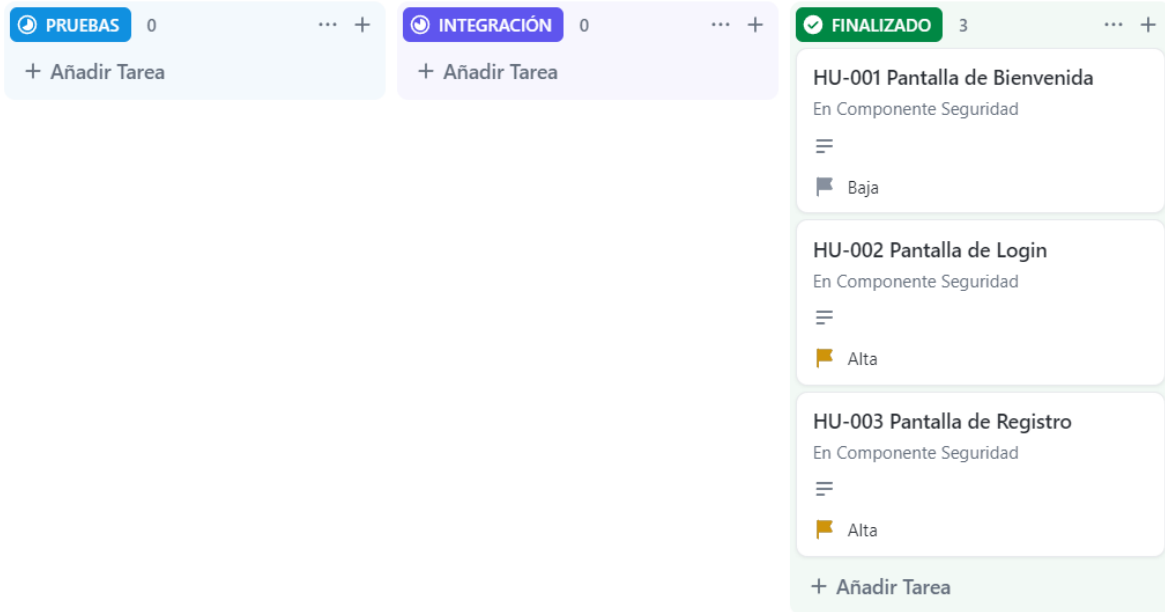 PRUEBAS 0
+ Añadir Tarea
INTEGRACIÓN 0
+ Añadir Tarea
FINALIZADO 3
HU-001 Pantalla de Bienvenida
En Componente Seguridad
Baja
HU-002 Pantalla de Login
En Componente Seguridad
Alta
HU-003 Pantalla de Registro
En Componente Seguridad
Alta
+ Añadir Tarea